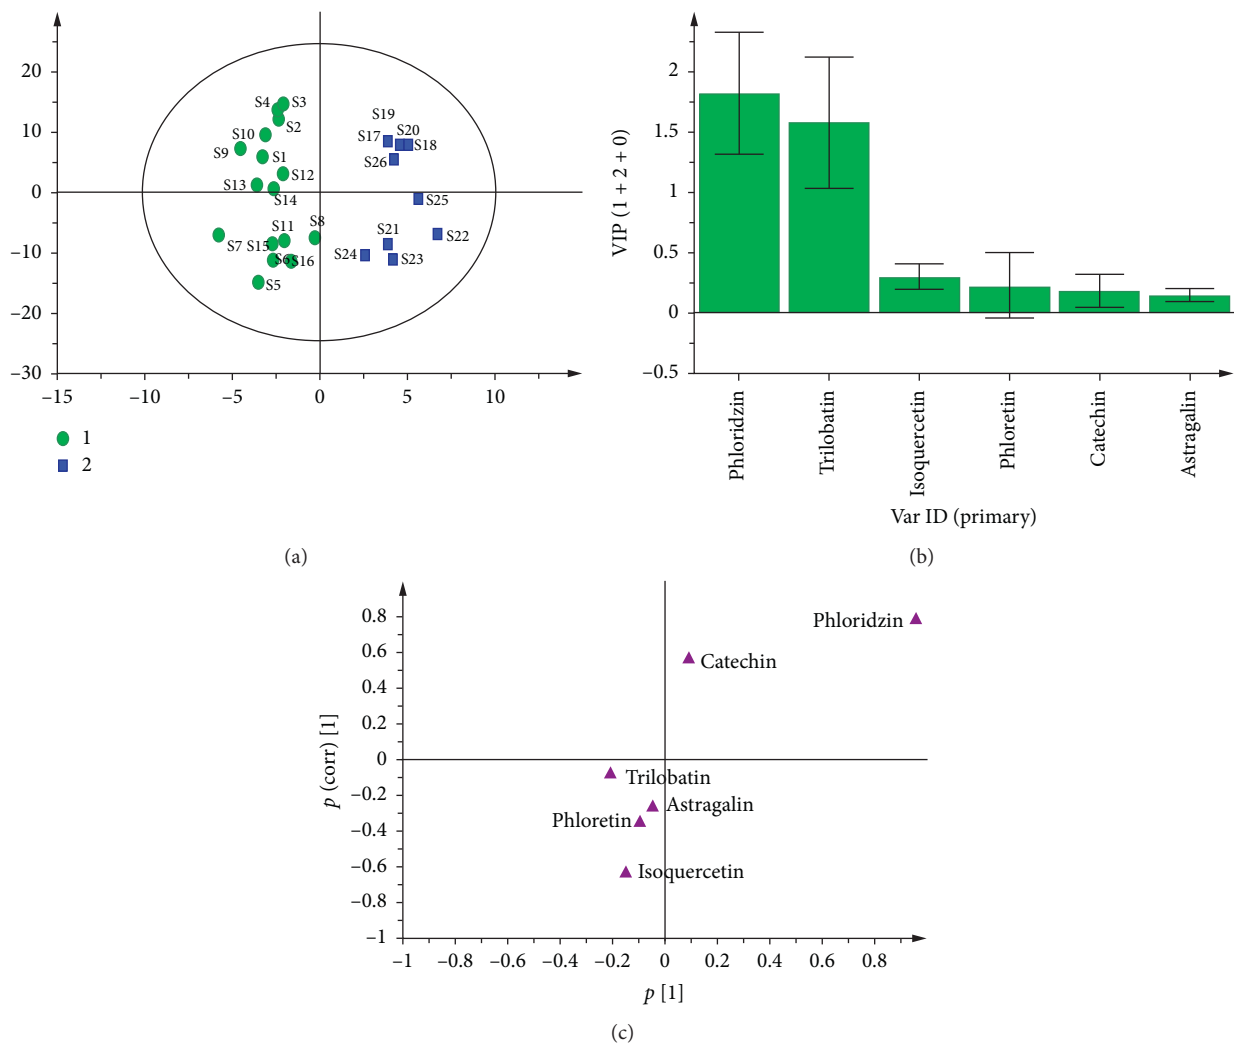 20
10
0
−10
−20
−30
−15
−10
−5
0
5
10
S4
S3
S2
S10
S9
S1
S12
S13
S14
S19
S17
S20
S18
S26
S25
S11
S8
S7
S15
S6
S16
S5
S21
S22
S24
S23
1
2
(a)
VIP (1 + 2 + 0)
2
1.5
1
0.5
0
−0.5
Phloridzin
Trilobatin
Isoquercetin
Phloretin
Catechin
Astragalin
Var ID (primary)
(b)
p (corr) [1]
0.8
0.6
0.4
0.2
0
−0.2
−0.4
−0.6
−0.8
−1
Phloridzin
Catechin
Trilobatin
Astragalin
Phloretin
Isoquercetin
−1
−0.8
−0.6
−0.4
−0.2
0
0.2
0.4
0.6
0.8
p [1]
(c)